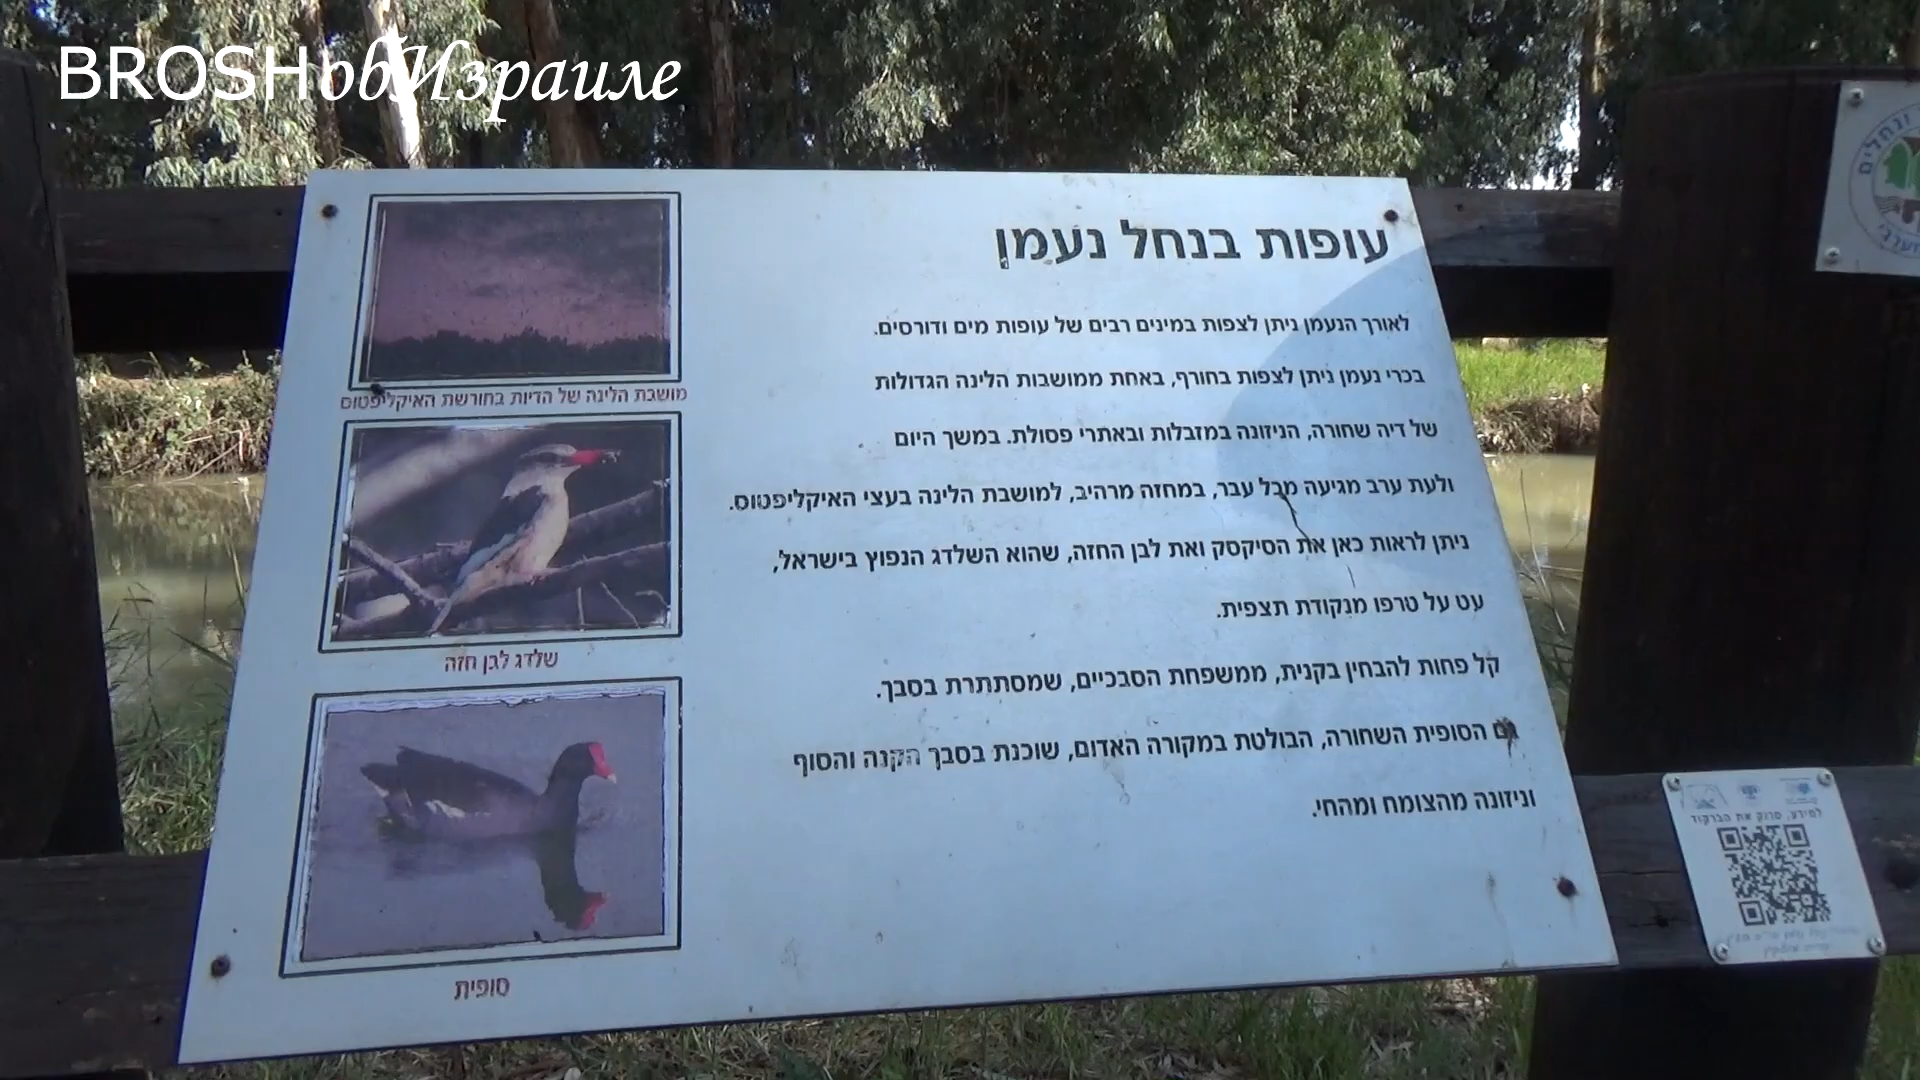 BROSHобИзраиле
עופות בנחל נעמן
לאורך הנעמן ניתן לצפות במינים רבים של עופות מים ודורסים.
בכרי נעמן ניתן לצפות בחורף, באחת ממושבות הלינה הגדולות
של דיה שחורה, הניזונה במזבלות ובאתרי פסולת. במשך היום
ולעת ערב מגיעה מכל עבר, במחזה מרהיב, למושבת הלינה בעצי האיקליפטוס.
ניתן לראות כאן את הסיקסק ואת לבן החזה, שהוא השלדג הנפוץ בישראל,
עט על טרפו מנקודת תצפית.
קל פחות להבחין בקנית, ממשפחת הסבכיים, שמסתתרת בסבך.
גם הסופית השחורה, הבולטת במקורה האדום, שוכנת בסבך הקנה והסוף
וניזונה מהצומח ומהחי.
מושבת הלינה של הדיות בחורשת האיקליפטוס
שלדג לבן חזה
סופית
ונחלים
למידע, סרוק את הברקוד